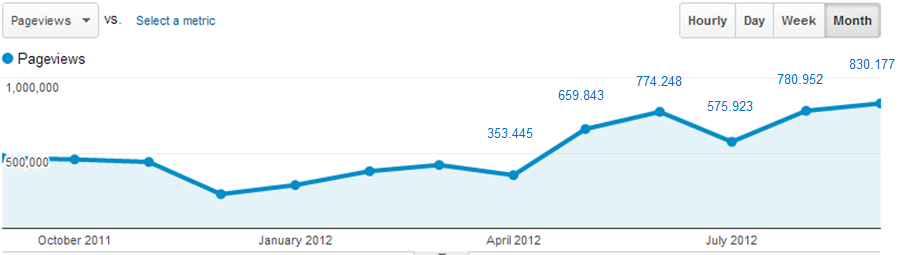 Pageviews vs. Select a metric Hourly Day Week Month
Pageviews
1,000,000
500,000
353.445
659.843
774.248
575.923
780.952
830.177
October 2011 January 2012 April 2012 July 2012